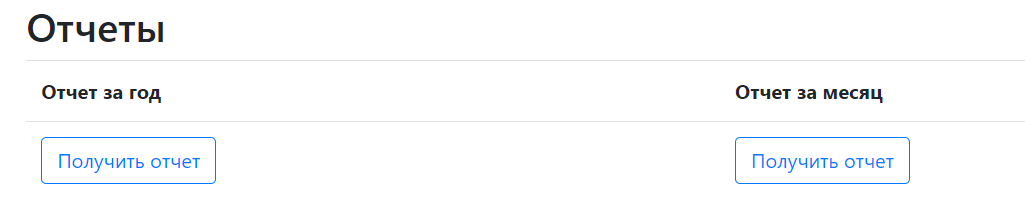 Отчеты
Отчет за год Отчет за месяц
Получить отчет Получить отчет